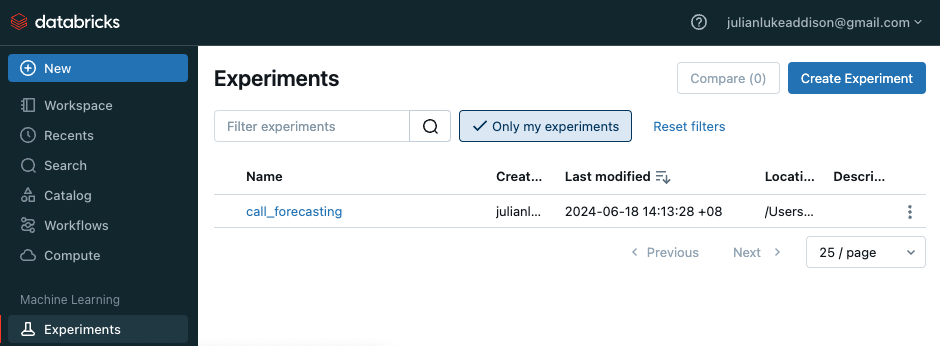 databricks
julianlukeaddison@gmail.com
New
Workspace
Recents
Search
Catalog
Workflows
Compute
Machine Learning
Experiments
Experiments
Compare (0)
Create Experiment
Filter experiments
Only my experiments
Reset filters
Name Creat... Last modified Locati... Descri...
call_forecasting julianl... 2024-06-18 14:13:28 +08 /Users...
Previous Next 25 / page